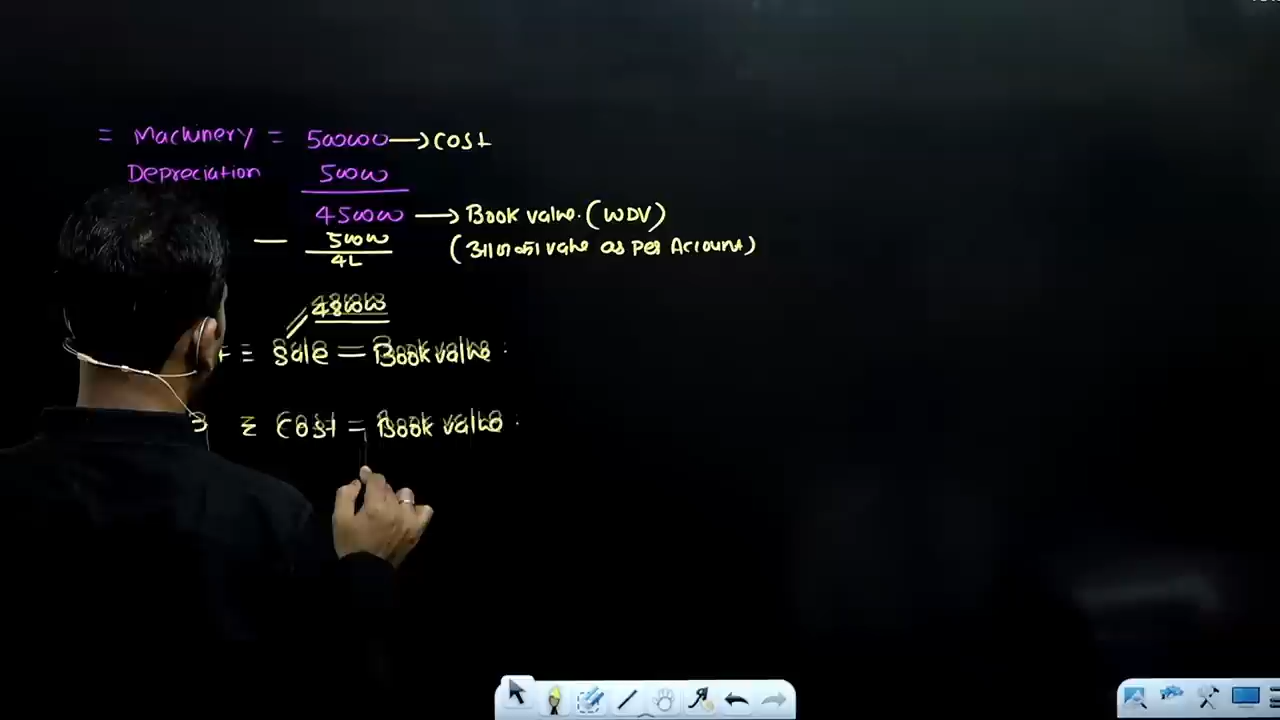 = Machinery = 500000 → Cost
Depreciation 50000
450000 → Book value. (WDV)
— 50000 (आज का value as per Account)
4L
480000
= Sale = Book value
= Cost = Book value